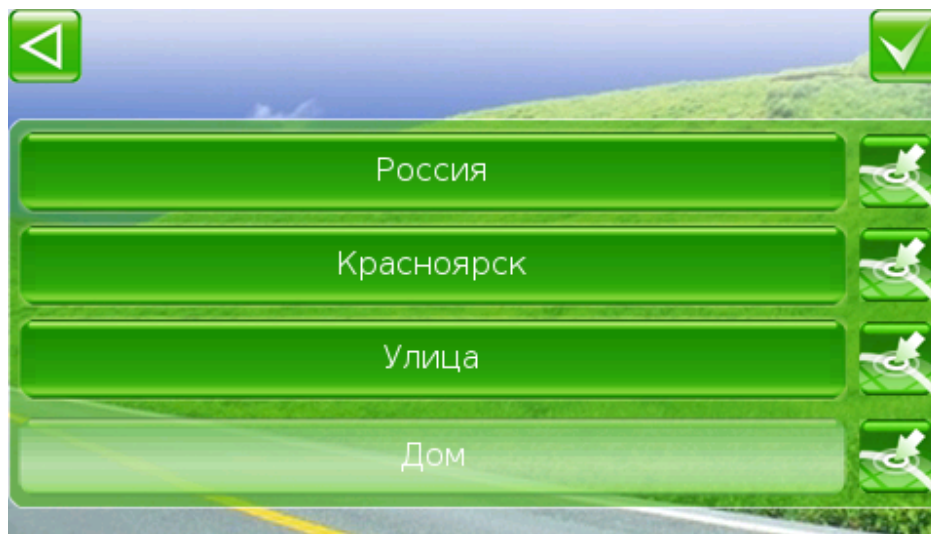 Россия
Красноярск
Улица
Дом